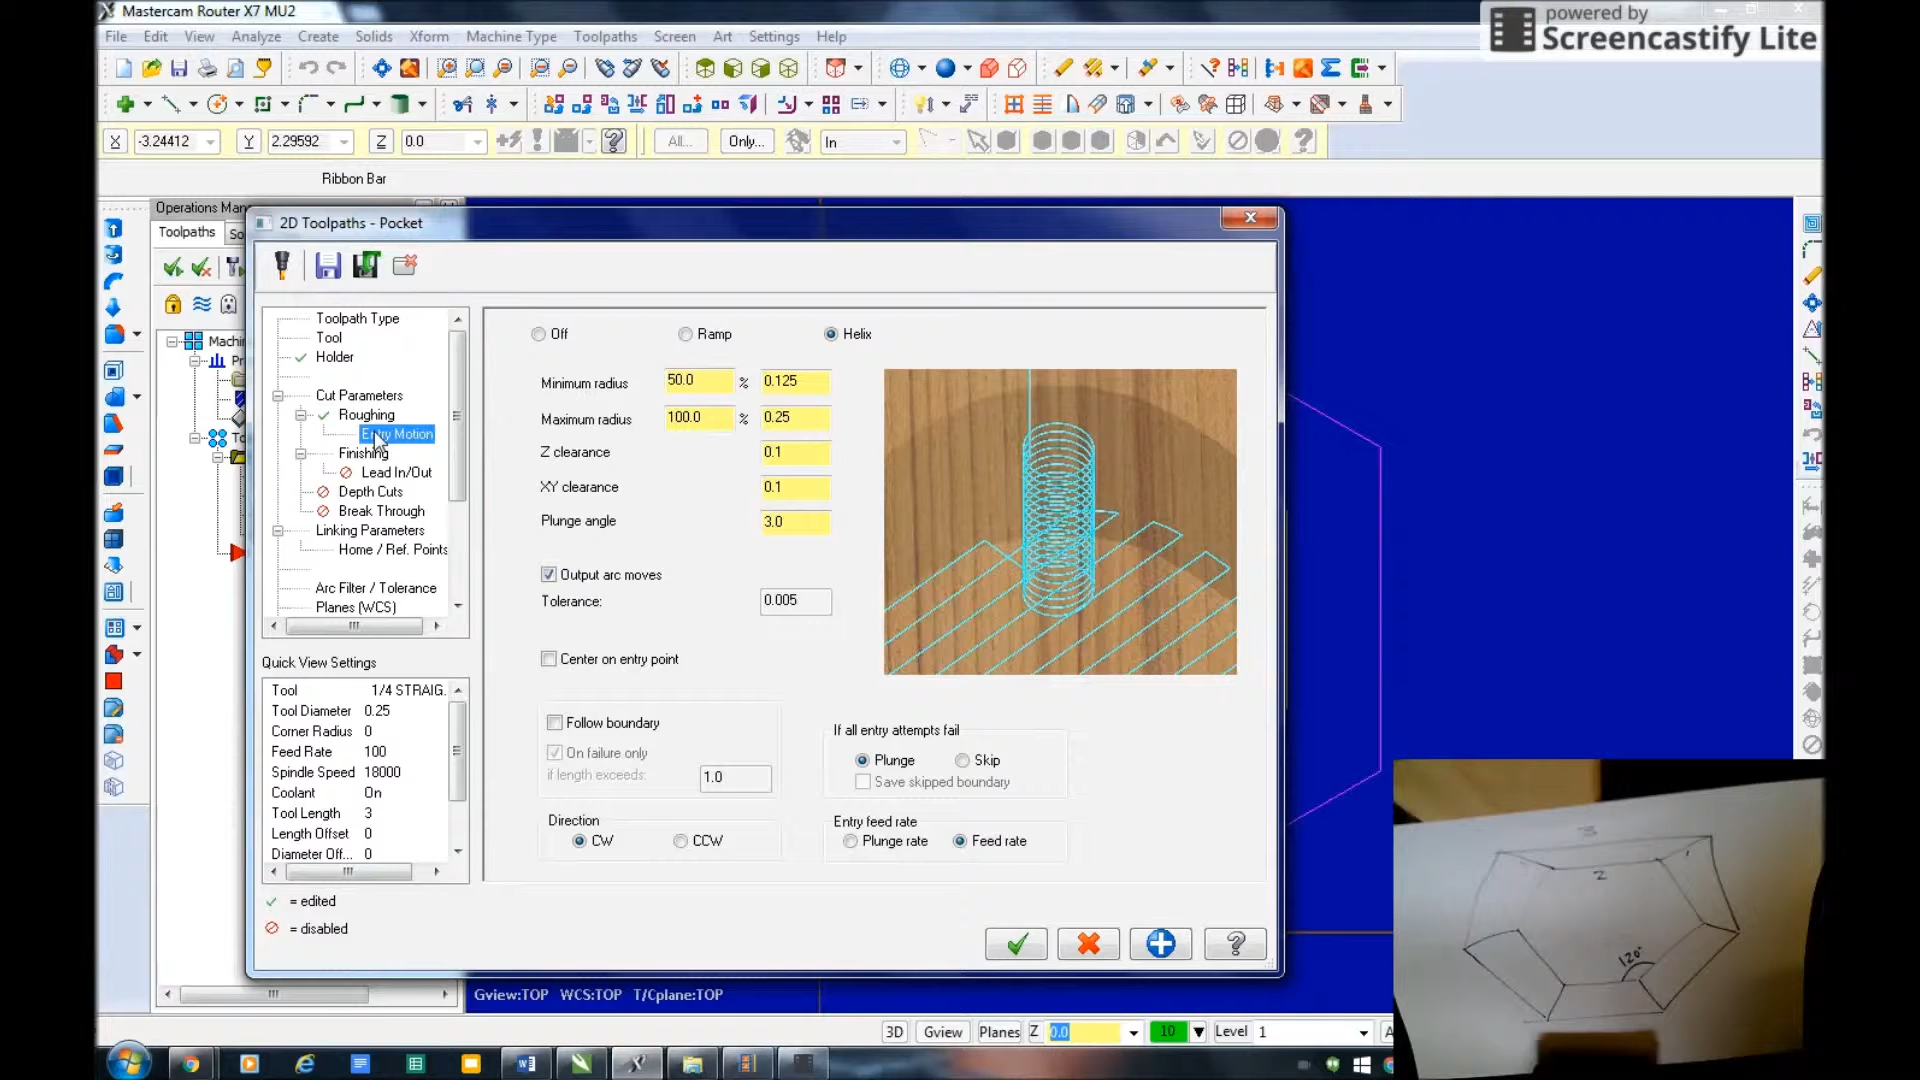 Mastercam Router X7 MU2
powered by
Screencastify Lite
File Edit View Analyze Create Solids Xform Machine Type Toolpaths Screen Art Settings Help
X -3.24412 Y 2.29592 Z 0.0 All... Only... In
Ribbon Bar
Operations Man
Toolpaths So
Machin
Pr
To
2D Toolpaths - Pocket
Toolpath Type
Tool
Holder
Cut Parameters
Roughing
Entry Motion
Finishing
Lead In/Out
Depth Cuts
Break Through
Linking Parameters
Home / Ref. Points
Arc Filter / Tolerance
Planes (WCS)
Quick View Settings
Tool 1/4 STRAIG.
Tool Diameter 0.25
Corner Radius 0
Feed Rate 100
Spindle Speed 18000
Coolant On
Tool Length 3
Length Offset 0
Diameter Off... 0
= edited
= disabled
Off Ramp Helix
Minimum radius 50.0 % 0.125
Maximum radius 100.0 % 0.25
Z clearance 0.1
XY clearance 0.1
Plunge angle 3.0
Output arc moves
Tolerance: 0.005
Center on entry point
Follow boundary
On failure only
if length exceeds: 1.0
Direction
CW CCW
If all entry attempts fail
Plunge Skip
Save skipped boundary
Entry feed rate
Plunge rate Feed rate
Gview:TOP WCS:TOP T/Cplane:TOP
3D Gview Planes Z 0.0 10 Level 1 A
3
2
1
120°